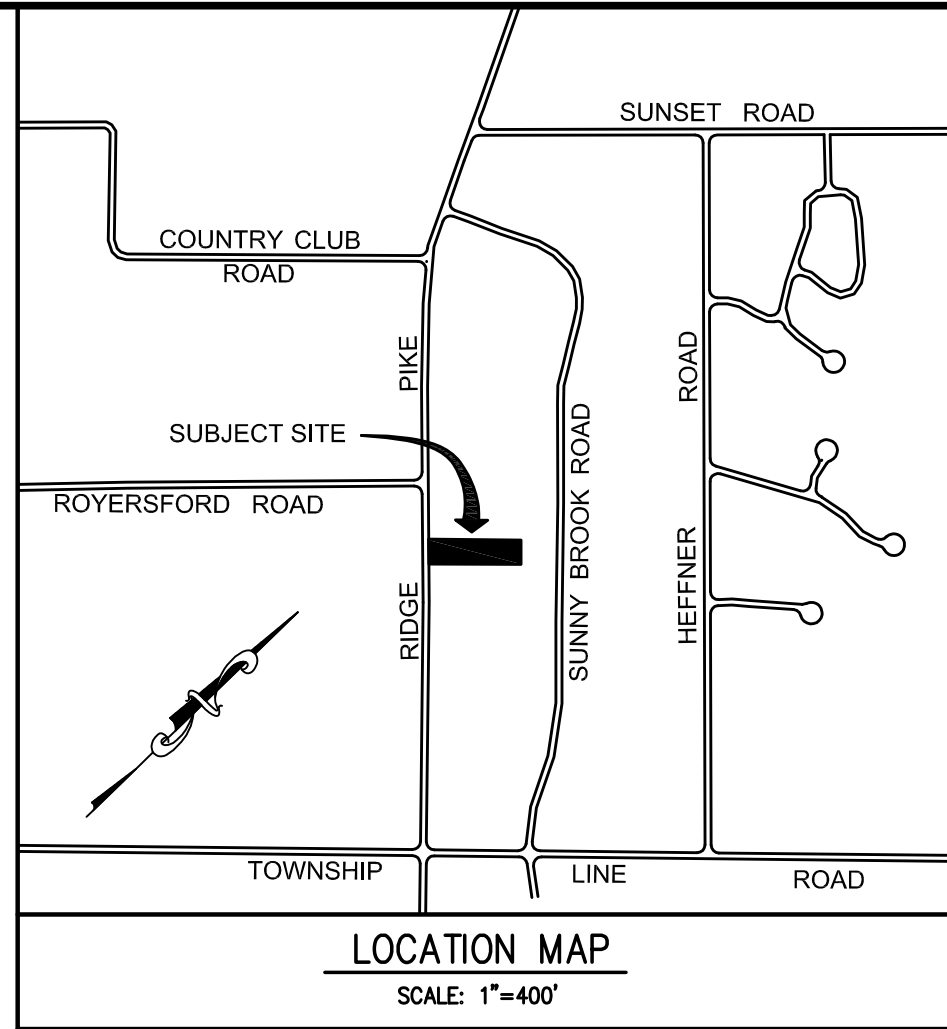 SUNSET ROAD
COUNTRY CLUB
ROAD
PIKE
ROAD
SUBJECT SITE
SUNNY BROOK ROAD
ROYERSFORD ROAD
HEFFNER
RIDGE
TOWNSHIP LINE ROAD
LOCATION MAP
SCALE: 1"=400'